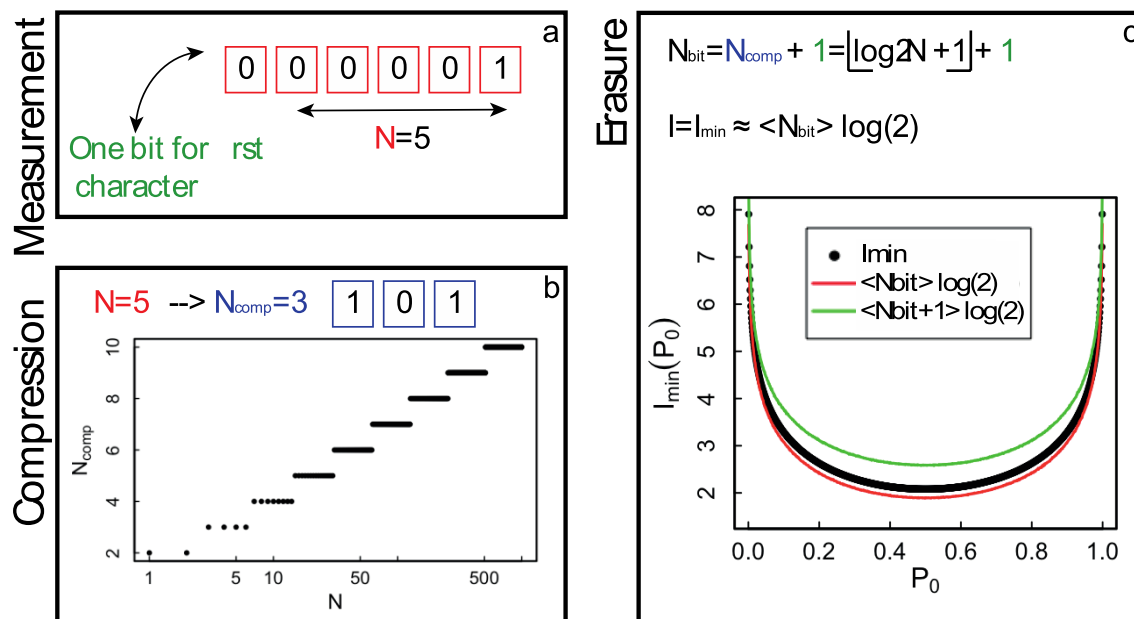 Measurement
a
0 0 0 0 0 1
N=5
One bit for rst
character
Compression
b
N=5 --> Ncomp=3 1 0 1
Ncomp
10
8
6
4
2
1 5 10 50 500
N
Erasure
c
Nbit=Ncomp + 1=⌊log2N +1⌋+ 1
I=Imin ≈ <Nbit> log(2)
Imin(P0)
8
7
6
5
4
3
2
Imin
<Nbit> log(2)
<Nbit+1> log(2)
0.0 0.2 0.4 0.6 0.8 1.0
P0